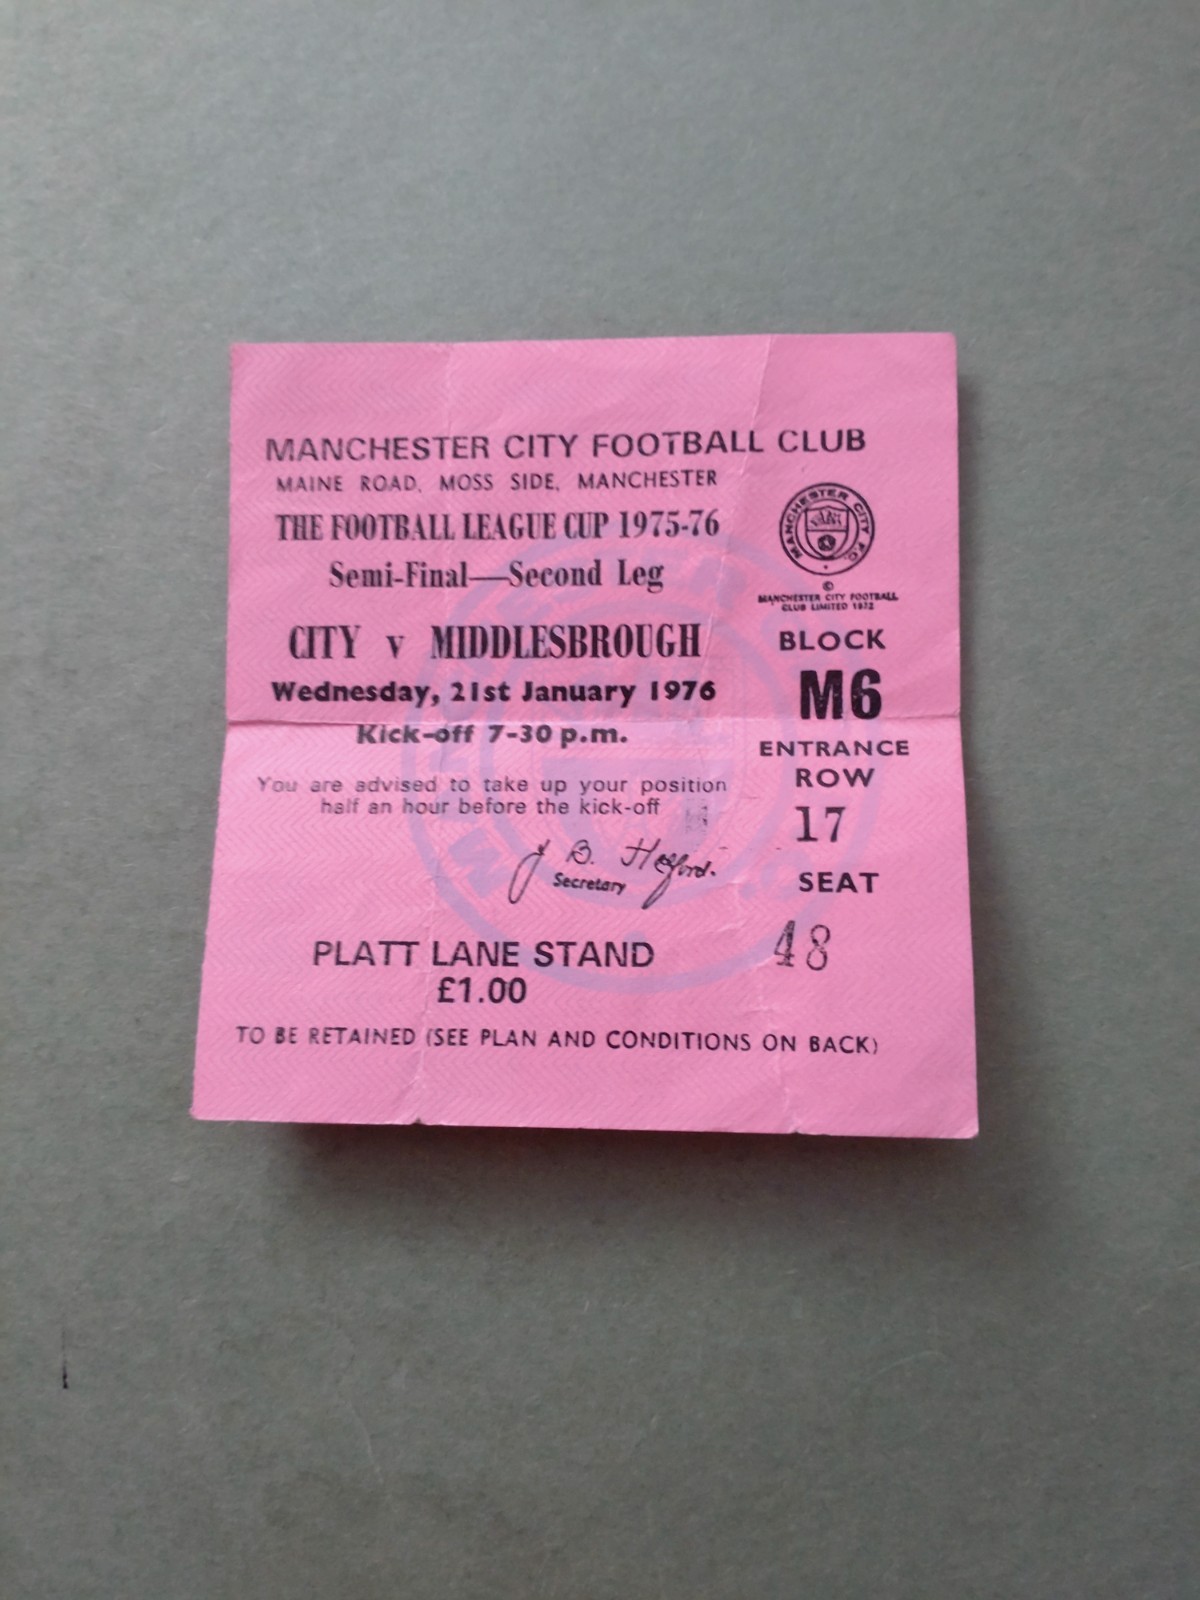 MANCHESTER CITY FOOTBALL CLUB
MAINE ROAD, MOSS SIDE, MANCHESTER
THE FOOTBALL LEAGUE CUP 1975-76
Semi-Final—Second Leg
CITY v MIDDLESBROUGH
Wednesday, 21st January 1976
Kick-off 7-30 p.m.
You are advised to take up your position
half an hour before the kick-off
J B. Halford.
Secretary
PLATT LANE STAND
£1.00
TO BE RETAINED (SEE PLAN AND CONDITIONS ON BACK)
MANCHESTER CITY F.C.
©
MANCHESTER CITY FOOTBALL
CLUB LIMITED 1972
BLOCK
M6
ENTRANCE
ROW
17
SEAT
48